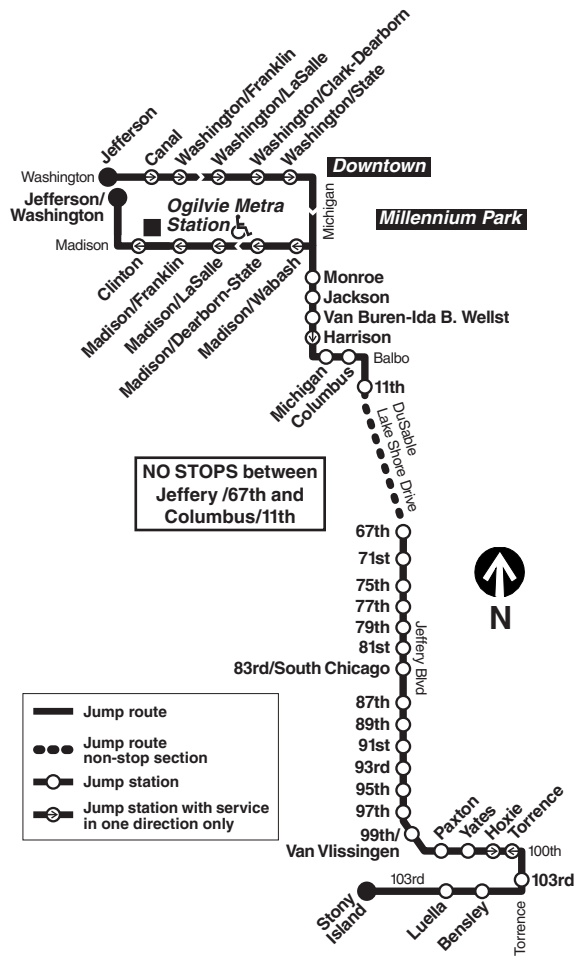 Jefferson
Canal
Washington/Franklin
Washington/LaSalle
Washington/Clark-Dearborn
Washington/State
Washington
Downtown
Michigan
Millennium Park
Jefferson/
Washington
Ogilvie Metra
Station
Madison
Clinton
Madison/Franklin
Madison/LaSalle
Madison/Dearborn-State
Madison/Wabash
Monroe
Jackson
Van Buren-Ida B. Wellst
Harrison
Balbo
Michigan
Columbus
11th
DuSable
Lake Shore Drive
NO STOPS between
Jeffery /67th and
Columbus/11th
67th
71st
75th
77th
79th
81st
83rd/South Chicago
Jeffery Blvd
87th
89th
91st
93rd
95th
97th
99th/
Van Vlissingen
N
Jump route
Jump route
non-stop section
Jump station
Jump station with service
in one direction only
Paxton
Yates
Hoxie
Torrence
100th
103rd
103rd
Stony
Island
Luella
Bensley
Torrence